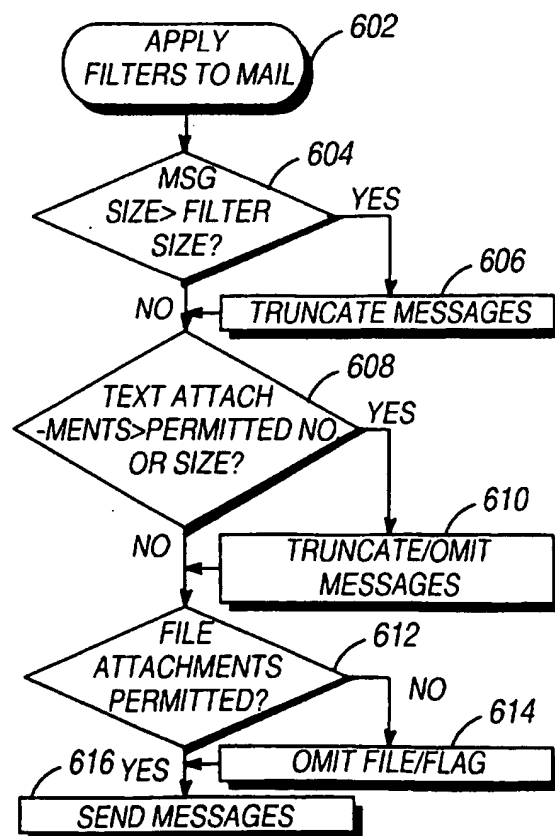 APPLY
FILTERS TO MAIL
602
MSG
SIZE> FILTER
SIZE?
604
YES
NO
TRUNCATE MESSAGES
606
TEXT ATTACH
-MENTS>PERMITTED NO.
OR SIZE?
608
YES
NO
TRUNCATE/OMIT
MESSAGES
610
FILE
ATTACHMENTS
PERMITTED?
612
NO
YES
OMIT FILE/FLAG
614
616
SEND MESSAGES